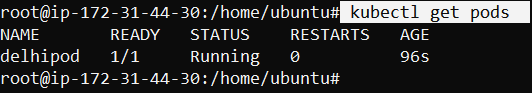 root@ip-172-31-44-30:/home/ubuntu# kubectl get pods
NAME READY STATUS RESTARTS AGE
delhipod 1/1 Running 0 96s
root@ip-172-31-44-30:/home/ubuntu#